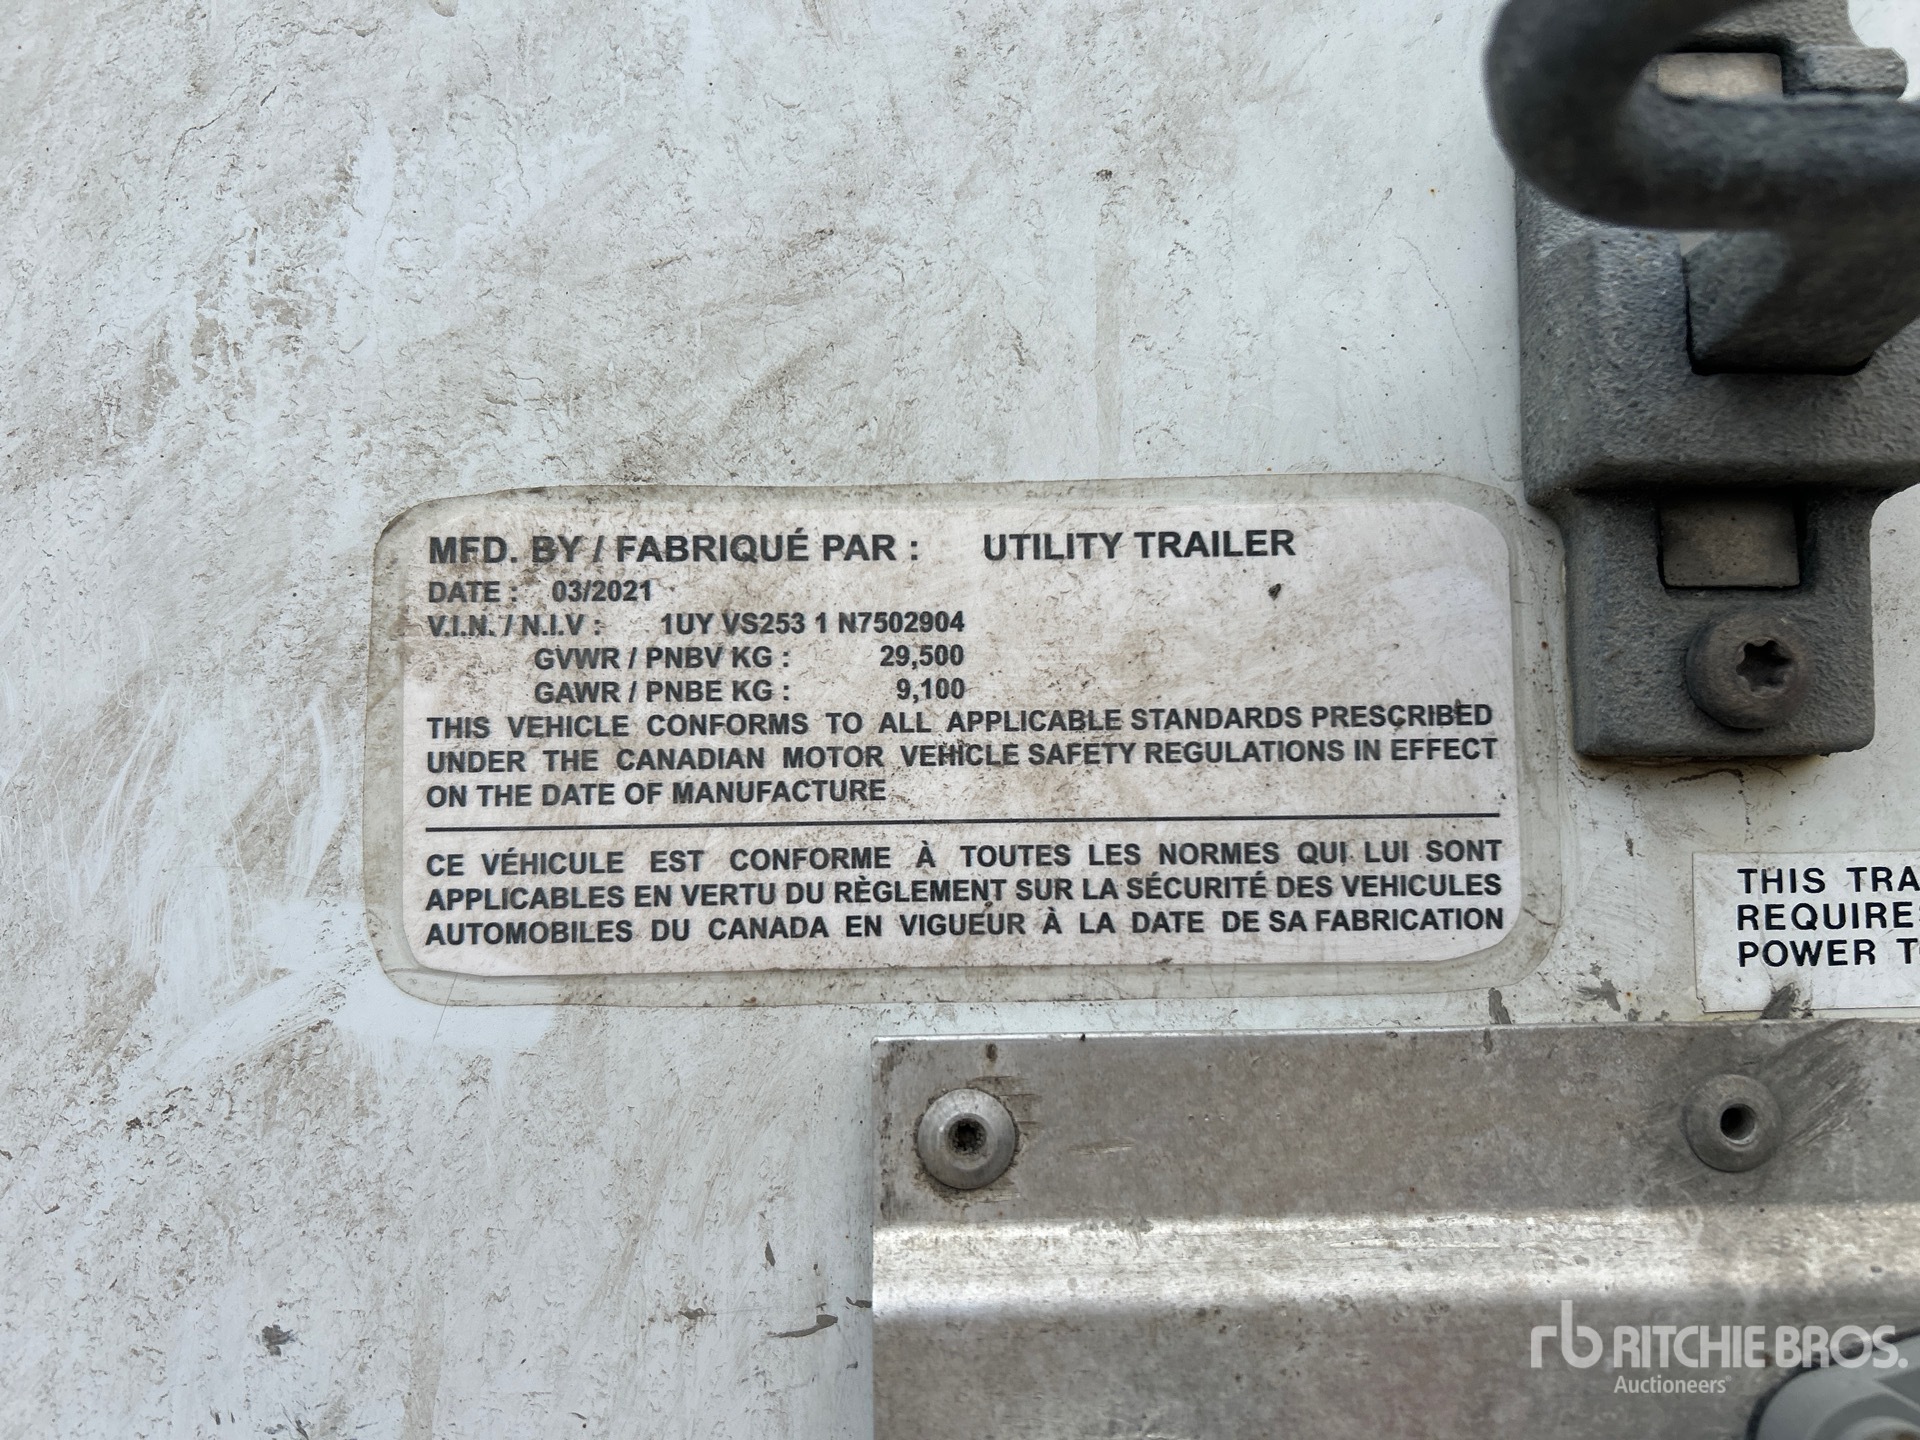 MFD. BY / FABRIQUÉ PAR : UTILITY TRAILER
DATE : 03/2021
V.I.N. / N.I.V : 1UY VS253 1 N7502904
GVWR / PNBV KG : 29,500
GAWR / PNBE KG : 9,100
THIS VEHICLE CONFORMS TO ALL APPLICABLE STANDARDS PRESCRIBED
UNDER THE CANADIAN MOTOR VEHICLE SAFETY REGULATIONS IN EFFECT
ON THE DATE OF MANUFACTURE
CE VÉHICULE EST CONFORME À TOUTES LES NORMES QUI LUI SONT
APPLICABLES EN VERTU DU RÈGLEMENT SUR LA SÉCURITÉ DES VEHICULES
AUTOMOBILES DU CANADA EN VIGUEUR À LA DATE DE SA FABRICATION
THIS TRA
REQUIRES
POWER TO
rb RITCHIE BROS.
Auctioneers